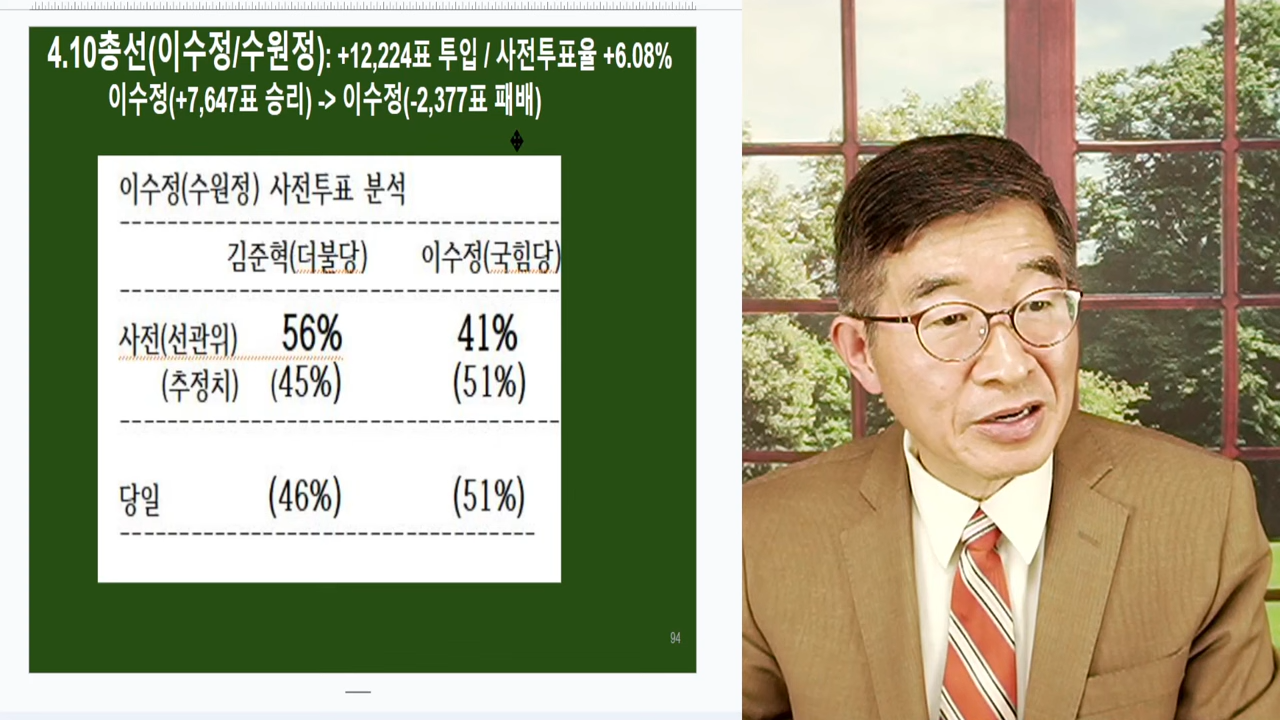 4.10총선(이수정/수원정): +12,224표 투입 / 사전투표율 +6.08%
이수정(+7,647표 승리) -> 이수정(-2,377표 패배)
이수정(수원정) 사전투표 분석
김준혁(더불당) 이수정(국힘당)
사전(선관위) 56% 41%
(추정치) (45%) (51%)
당일 (46%) (51%)
94